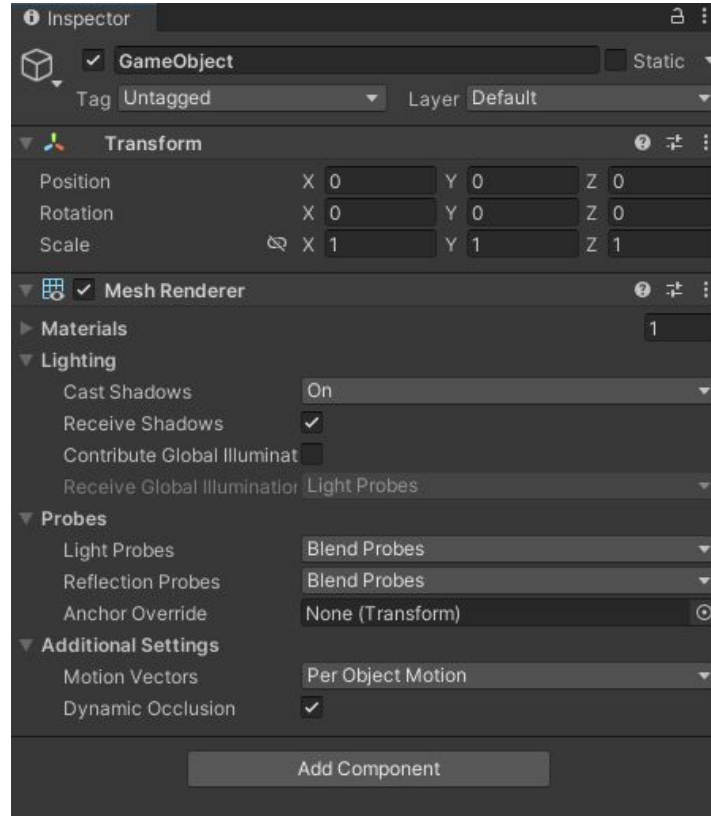 Inspector
GameObject Static
Tag Untagged Layer Default
Transform
Position X 0 Y 0 Z 0
Rotation X 0 Y 0 Z 0
Scale X 1 Y 1 Z 1
Mesh Renderer
Materials 1
Lighting
Cast Shadows On
Receive Shadows
Contribute Global Illuminat
Receive Global Illumination Light Probes
Probes
Light Probes Blend Probes
Reflection Probes Blend Probes
Anchor Override None (Transform)
Additional Settings
Motion Vectors Per Object Motion
Dynamic Occlusion
Add Component